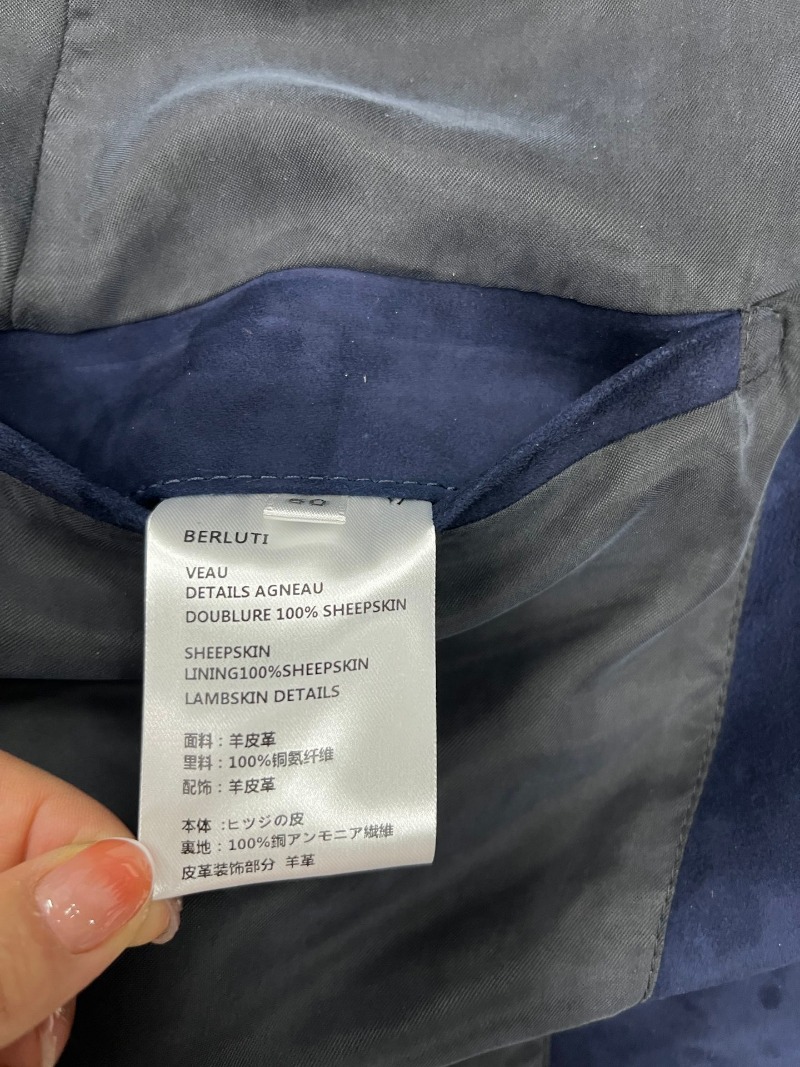 BERLUTI
VEAU
DETAILS AGNEAU
DOUBLURE 100% SHEEPSKIN
SHEEPSKIN
LINING100%SHEEPSKIN
LAMBSKIN DETAILS
面料：羊皮革
里料：100%铜氨纤维
配饰：羊皮革
本体 :ヒツジの皮
裏地：100%銅アンモニア繊維
皮革装饰部分 羊革